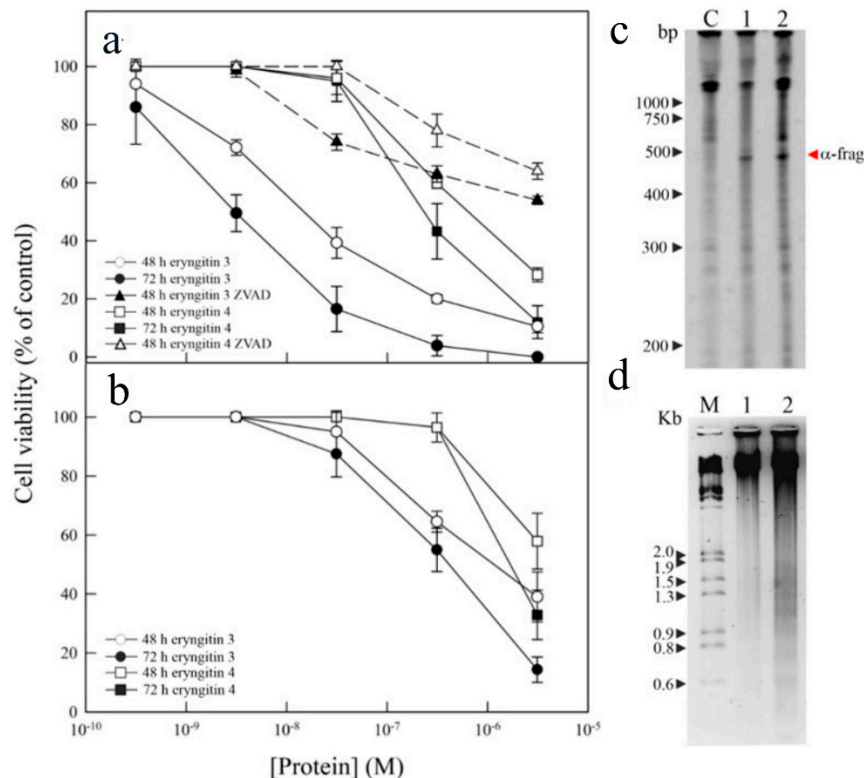 a
100
80
60
40
20
0
48 h eryngitin 3
72 h eryngitin 3
48 h eryngitin 3 ZVAD
48 h eryngitin 4
72 h eryngitin 4
48 h eryngitin 4 ZVAD
b
100
80
60
40
20
0
48 h eryngitin 3
72 h eryngitin 3
48 h eryngitin 4
72 h eryngitin 4
Cell viability (% of control)
10⁻¹⁰ 10⁻⁹ 10⁻⁸ 10⁻⁷ 10⁻⁶ 10⁻⁵
[Protein] (M)
c
bp C 1 2
1000
750
500
α-frag
400
300
200
d
Kb M 1 2
2.0
1.9
1.5
1.3
0.9
0.8
0.6